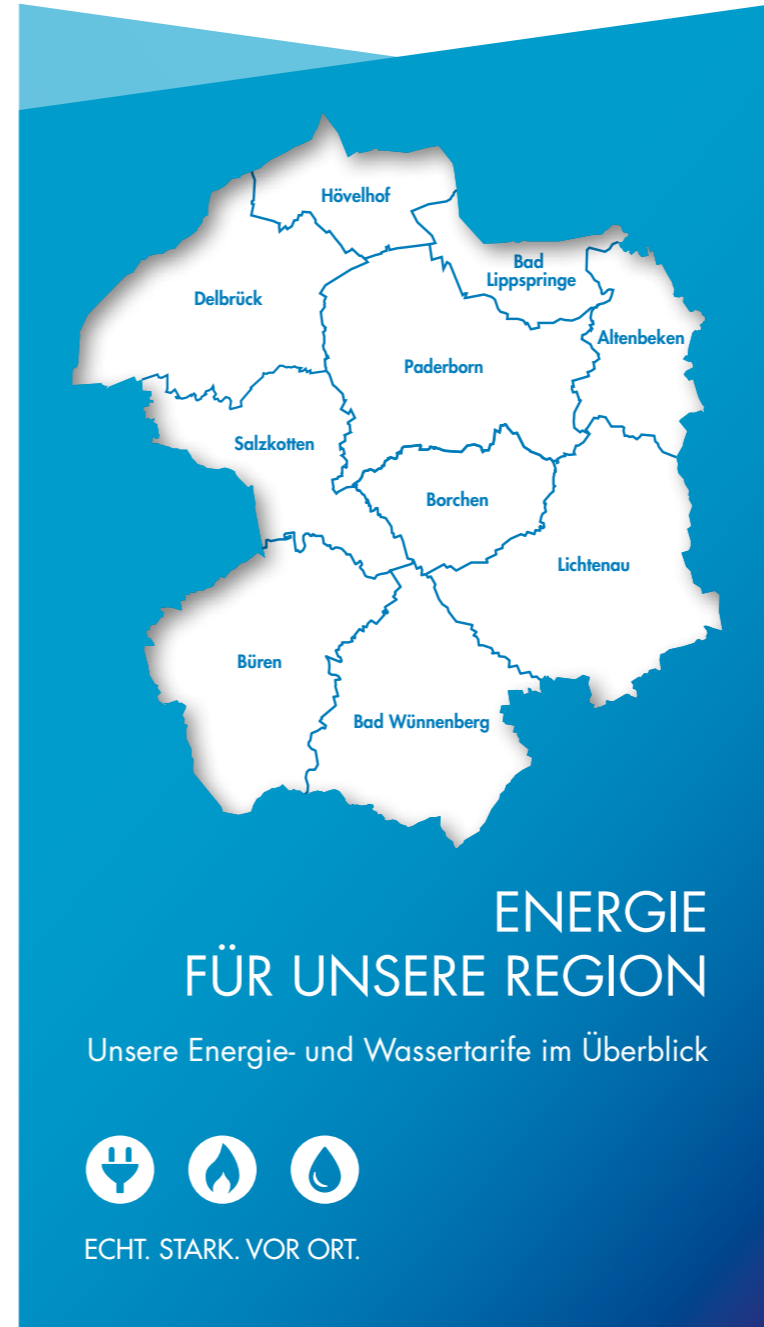 Hövelhof
Bad
Lippspringe
Delbrück
Altenbeken
Paderborn
Salzkotten
Borchen
Lichtenau
Büren
Bad Wünnenberg
ENERGIE
FÜR UNSERE REGION
Unsere Energie- und Wassertarife im Überblick
ECHT. STARK. VOR ORT.